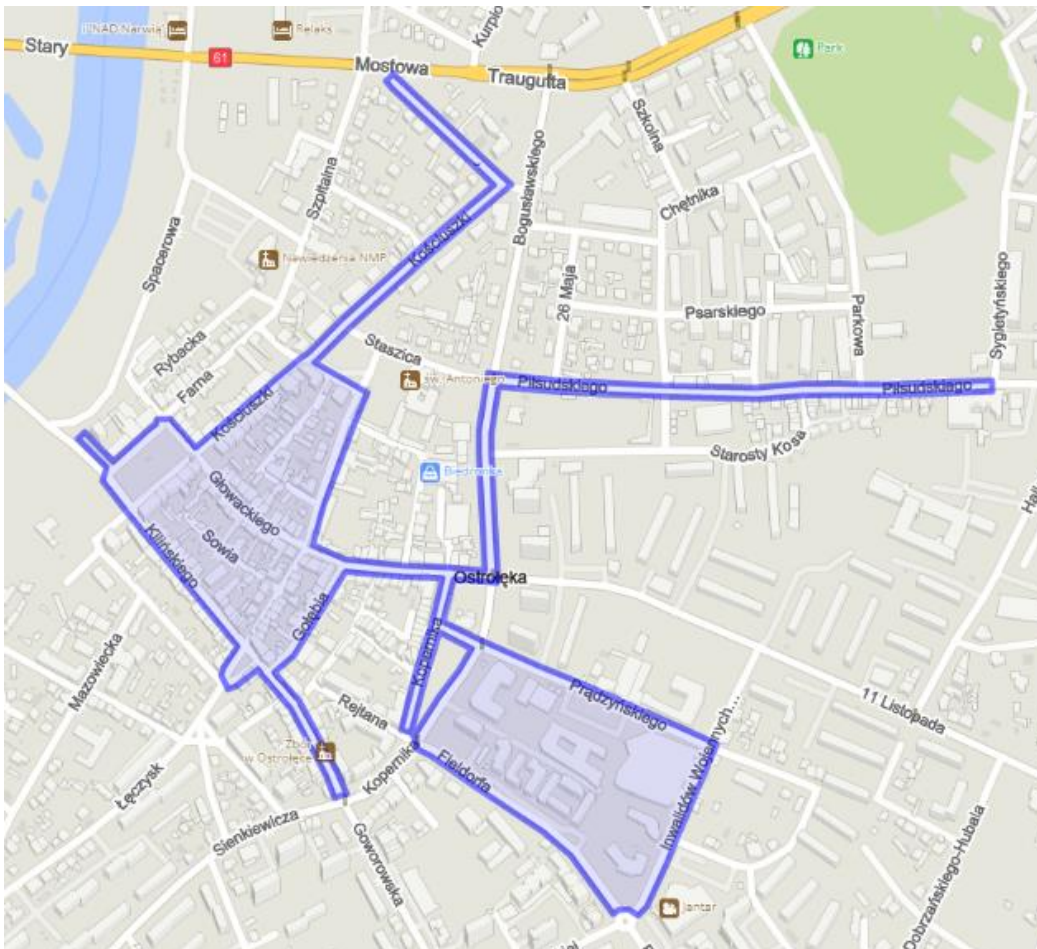 Stary
61
Relaks
Mostowa
Traugutta
Kurpio
Park
Szkolna
Szpitalna
Bogusławskiego
Chętnika
Spacerowa
Nawiedzenia NMP
Kościuszki
26 Maja
Psarskiego
Parkowa
Sygietyńskiego
Rybacka
Farna
Staszica
św. Antoniego
Piłsudskiego
Piłsudskiego
Kościuszki
Starosty Kosa
Biedronka
Głowackiego
Sowia
Kilińskiego
Gołębia
Ostrołęka
Hall
Mazowiecka
Kopernika
Prądzyńskiego
Inwalidów Wojennych...
11 Listopada
Rejtana
Zbór
w Ostrołęce
Kopernika
Fieldorfa
Łęczysk
Sienkiewicza
Goworowska
Jantar
Dobrzańskiego-Hubala